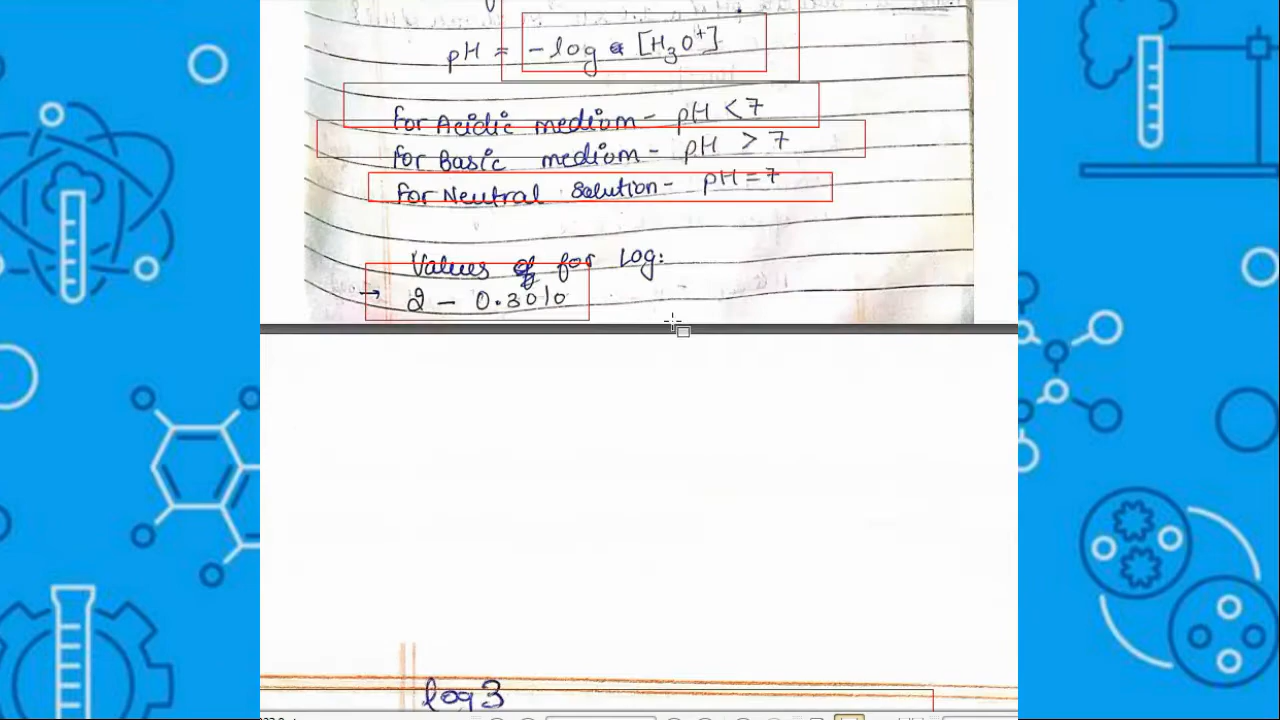 pH = -log [H₃O⁺]
for Acidic medium- pH < 7
for Basic medium- pH > 7
for Neutral solution- pH = 7
Values for log:
→ 2 - 0.3010
log 3